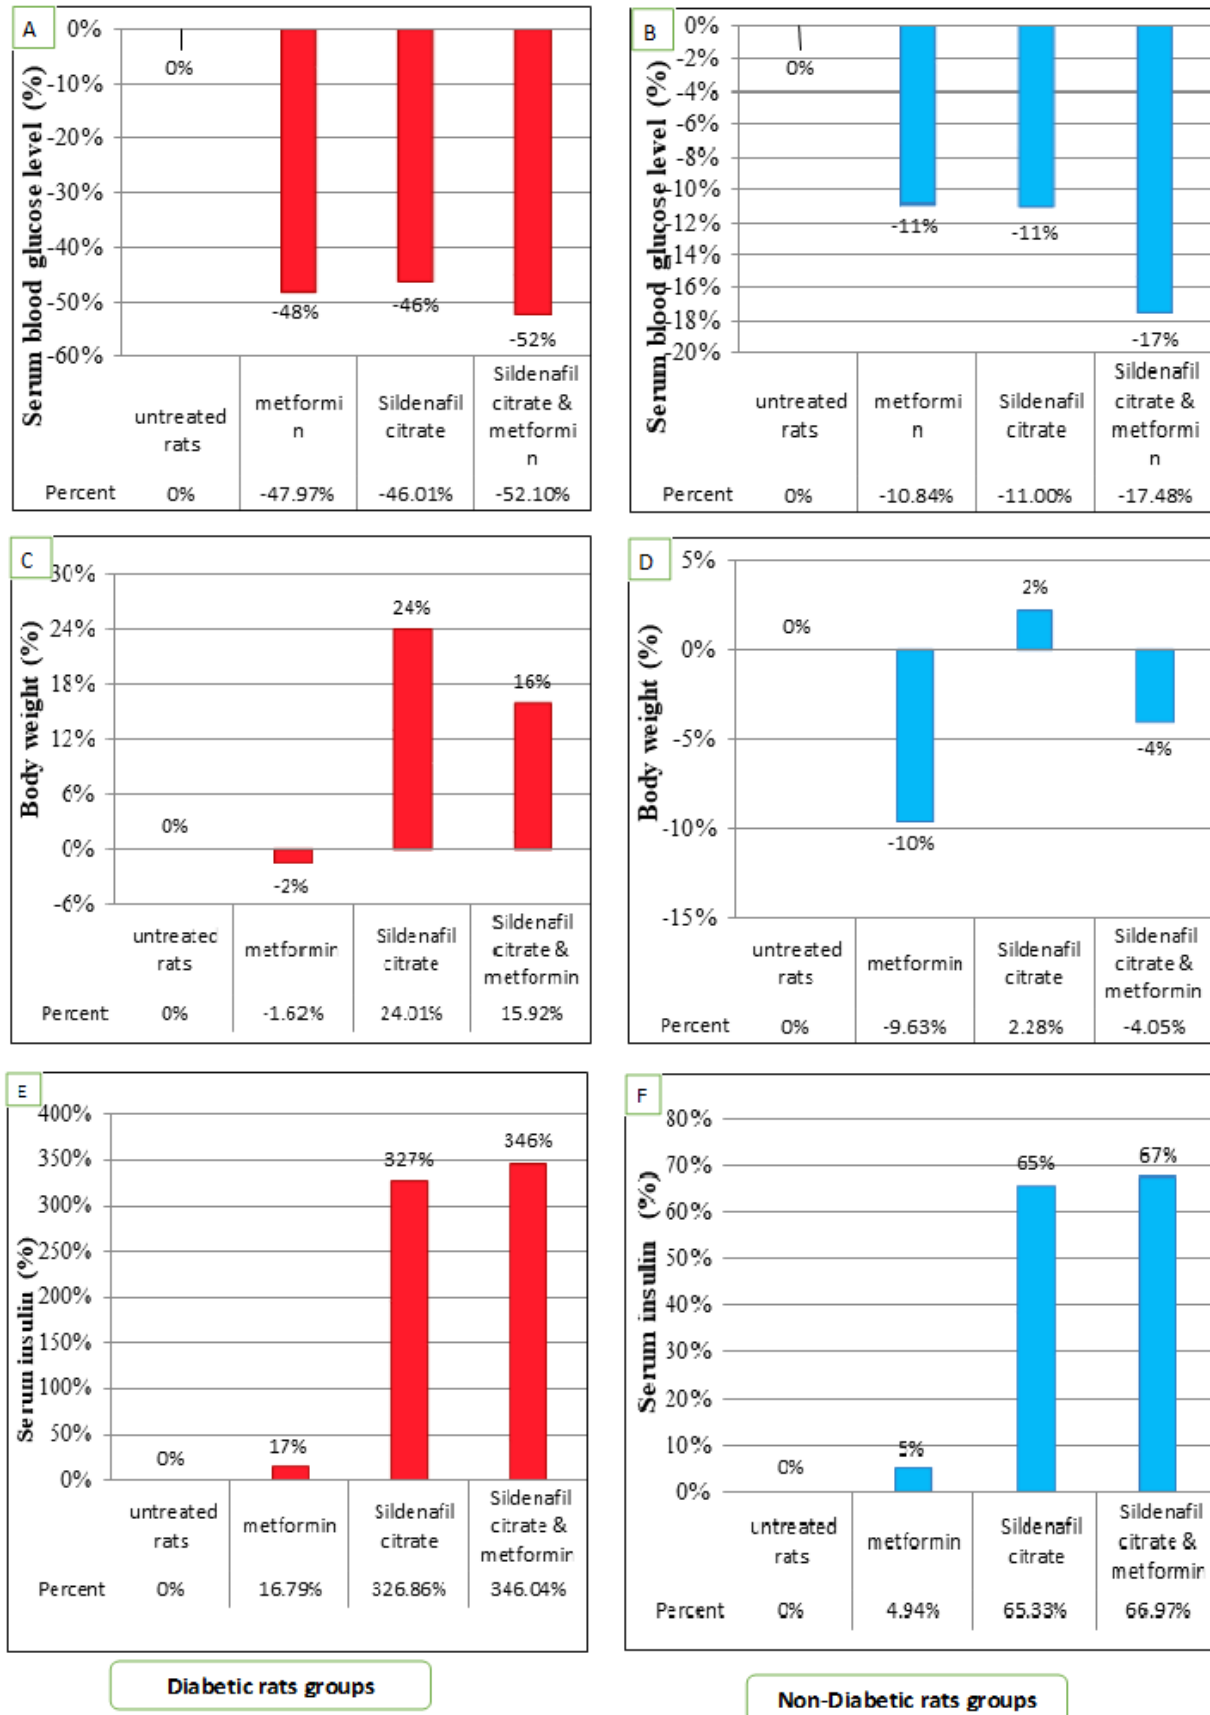 A
Serum blood glucose level (%)
0%
-10%
-20%
-30%
-40%
-50%
-60%
0%
-48%
-46%
-52%
untreated
rats
metformi
n
Sildenafil
citrate
Sildenafil
citrate &
metformi
n
Percent 0% -47.97% -46.01% -52.10%
B
Serum blood glucose level (%)
0%
-2%
-4%
-6%
-8%
-10%
-12%
-14%
-16%
-18%
-20%
0%
-11%
-11%
-17%
untreated
rats
metformi
n
Sildenafil
citrate
Sildenafil
citrate &
metformi
n
Percent 0% -10.84% -11.00% -17.48%
C
Body weight (%)
30%
24%
18%
12%
6%
0%
-6%
0%
-2%
24%
16%
untreated
rats
metformin
Sildenafil
citrate
Sildenafil
citrate &
metformin
Percent 0% -1.62% 24.01% 15.92%
D
Body weight (%)
5%
0%
-5%
-10%
-15%
0%
-10%
2%
-4%
untreated
rats
metformin
Sildenafil
citrate
Sildenafil
citrate &
metformin
Percent 0% -9.63% 2.28% -4.05%
E
Serum insulin (%)
400%
350%
300%
250%
200%
150%
100%
50%
0%
0%
17%
327%
346%
untreated
rats
metformin
Sildenafil
citrate
Sildenafil
citrate &
metformin
Percent 0% 16.79% 326.86% 346.04%
F
Serum insulin (%)
80%
70%
60%
50%
40%
30%
20%
10%
0%
0%
5%
65%
67%
untreated
rats
metformin
Sildenafil
citrate
Sildenafil
citrate &
metformin
Percent 0% 4.94% 65.33% 66.97%
Diabetic rats groups
Non-Diabetic rats groups